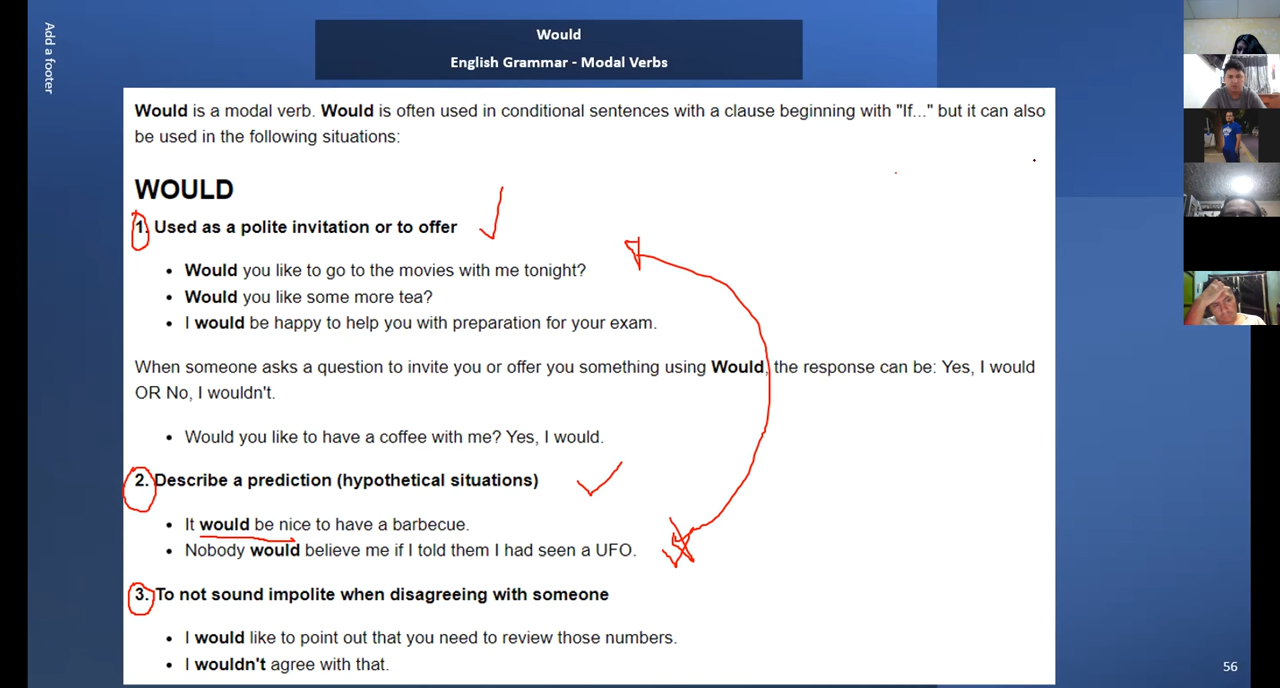 Add a footer
Would
English Grammar - Modal Verbs
Would is a modal verb. Would is often used in conditional sentences with a clause beginning with "If..." but it can also
be used in the following situations:
WOULD
1. Used as a polite invitation or to offer
• Would you like to go to the movies with me tonight?
• Would you like some more tea?
• I would be happy to help you with preparation for your exam.
When someone asks a question to invite you or offer you something using Would, the response can be: Yes, I would
OR No, I wouldn't.
• Would you like to have a coffee with me? Yes, I would.
2. Describe a prediction (hypothetical situations)
• It would be nice to have a barbecue.
• Nobody would believe me if I told them I had seen a UFO.
3. To not sound impolite when disagreeing with someone
• I would like to point out that you need to review those numbers.
• I wouldn't agree with that.
56